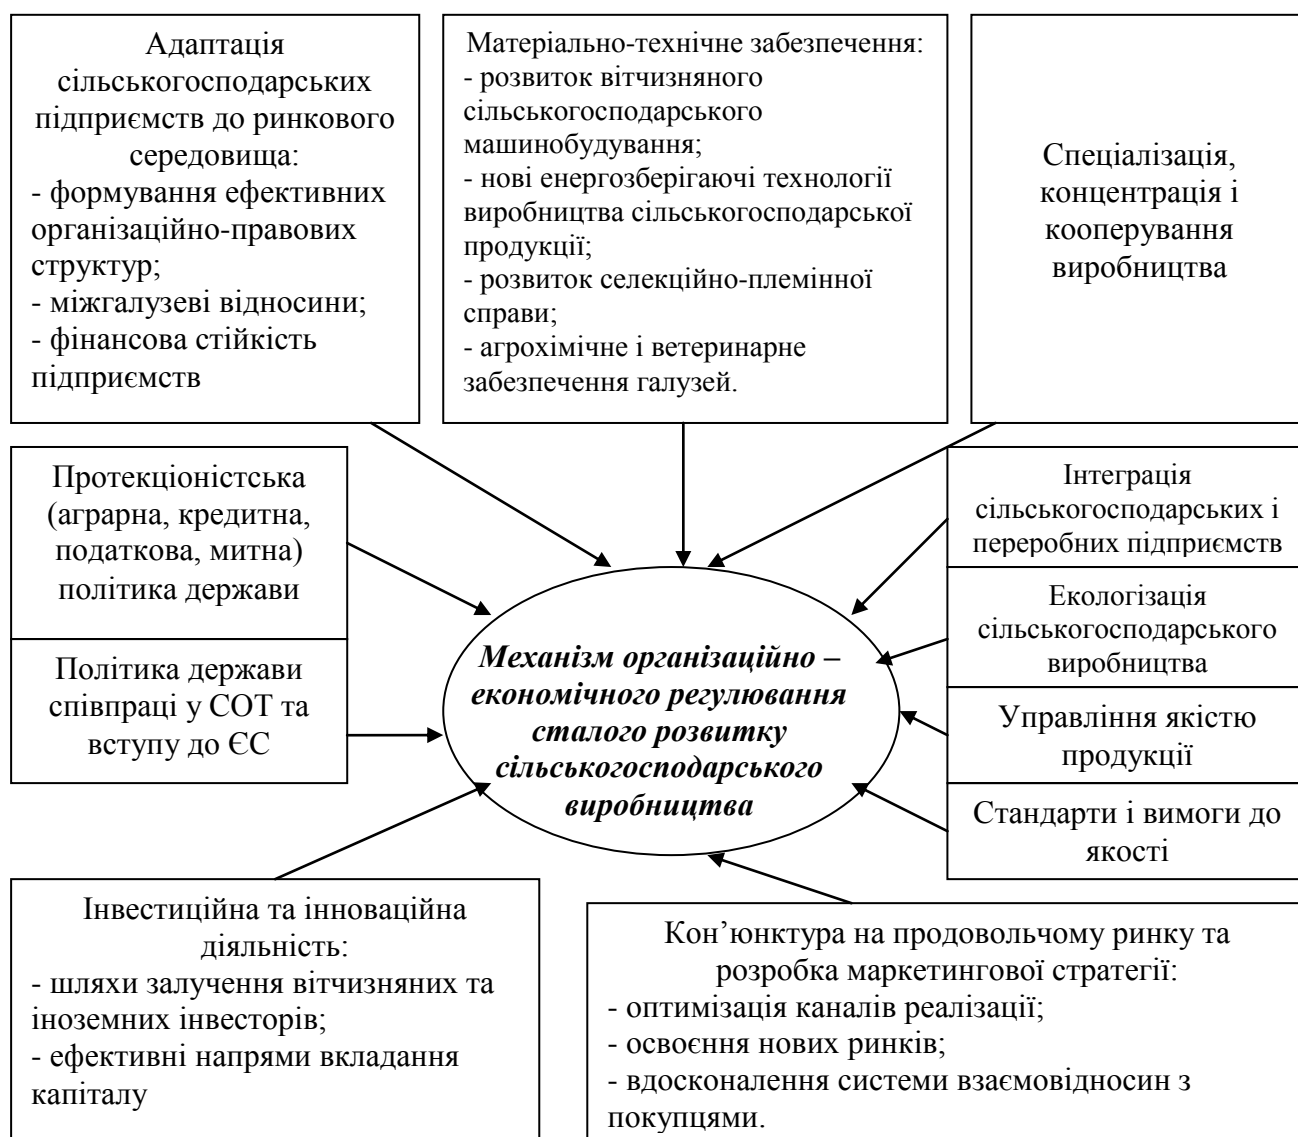 Адаптація
сільськогосподарських
підприємств до ринкового
середовища:
- формування ефективних
організаційно-правових
структур;
- міжгалузеві відносини;
- фінансова стійкість
підприємств
Матеріально-технічне забезпечення:
- розвиток вітчизняного
сільськогосподарського
машинобудування;
- нові енергозберігаючі технології
виробництва сільськогосподарської
продукції;
- розвиток селекційно-племінної
справи;
- агрохімічне і ветеринарне
забезпечення галузей.
Спеціалізація,
концентрація і
кооперування
виробництва
Протекціоністська
(аграрна, кредитна,
податкова, митна)
політика держави
Політика держави
співпраці у СОТ та
вступу до ЄС
Механізм організаційно –
економічного регулювання
сталого розвитку
сільськогосподарського
виробництва
Інтеграція
сільськогосподарських і
переробних підприємств
Екологізація
сільськогосподарського
виробництва
Управління якістю
продукції
Стандарти і вимоги до
якості
Інвестиційна та інноваційна
діяльність:
- шляхи залучення вітчизняних та
іноземних інвесторів;
- ефективні напрями вкладання
капіталу
Кон’юнктура на продовольчому ринку та
розробка маркетингової стратегії:
- оптимізація каналів реалізації;
- освоєння нових ринків;
- вдосконалення системи взаємовідносин з
покупцями.